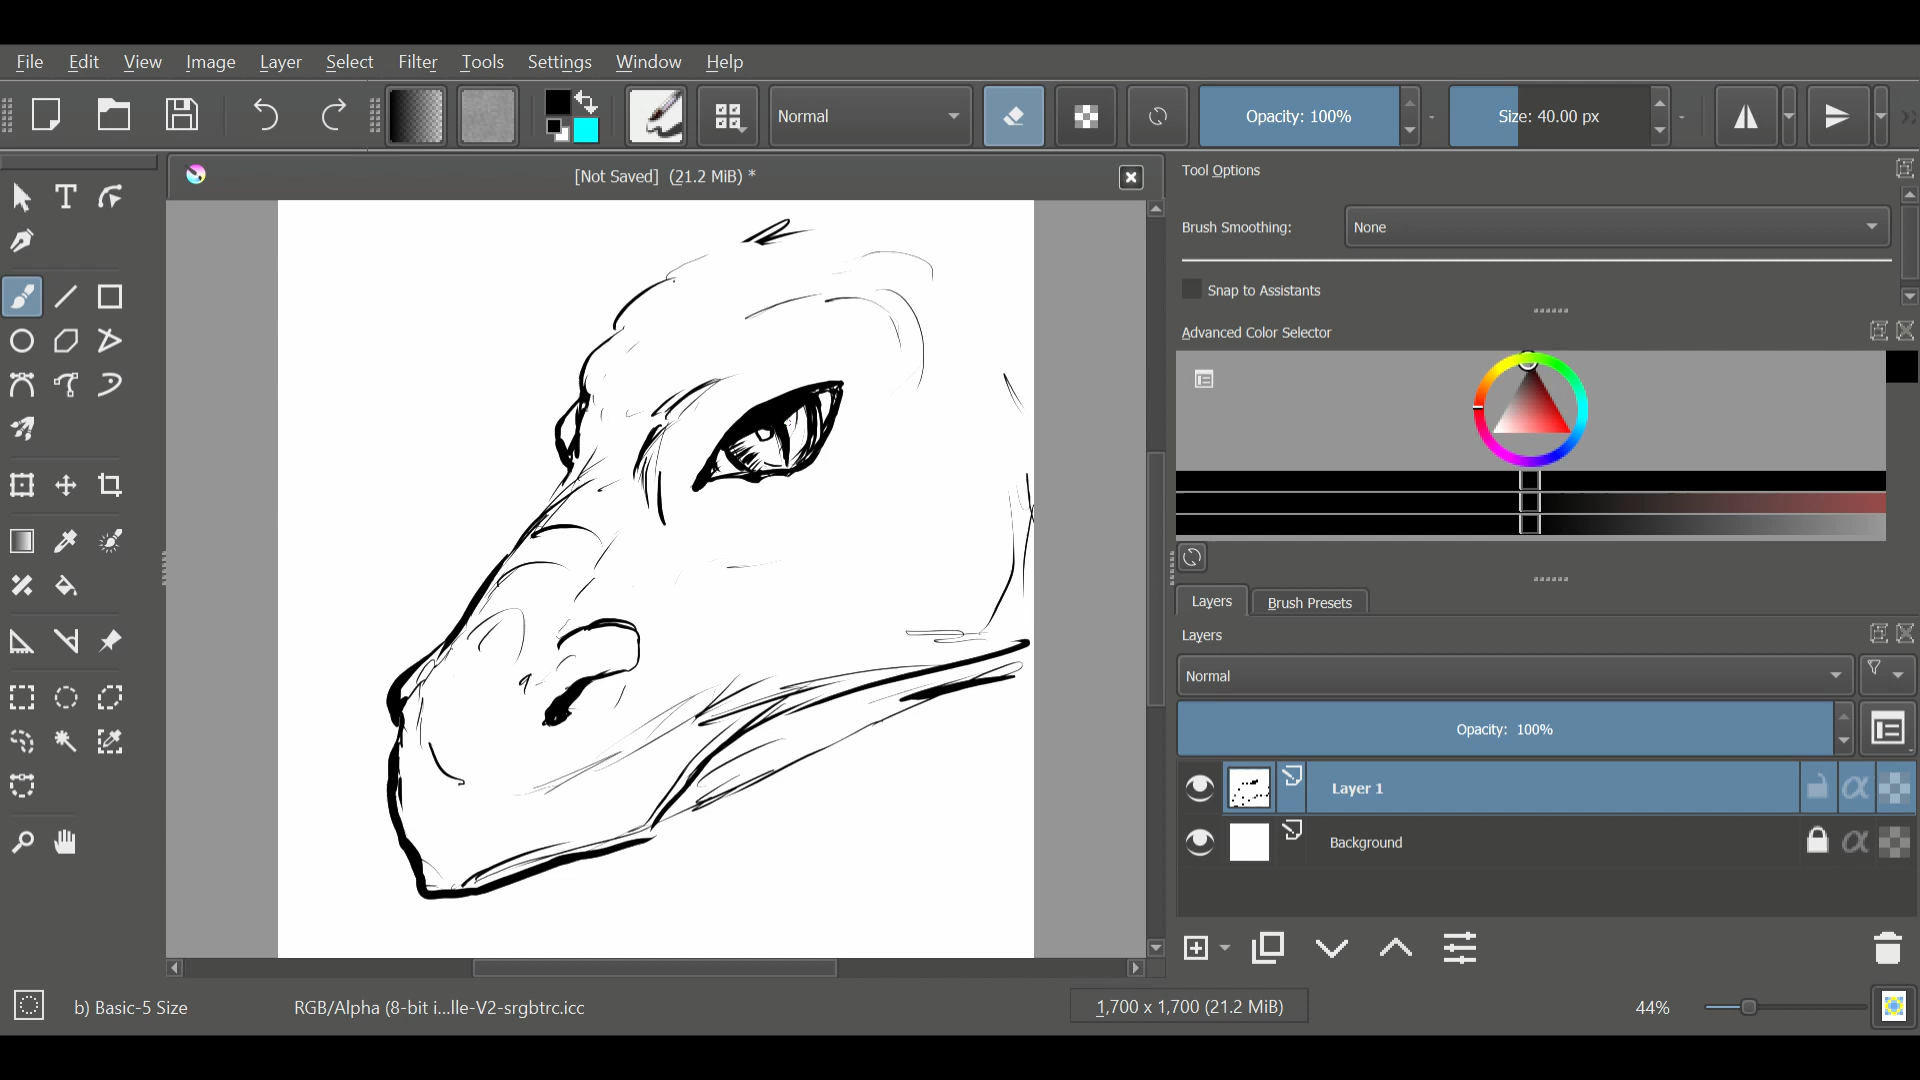 File Edit View Image Layer Select Filter Tools Settings Window Help
Normal Opacity: 100% Size: 40.00 px
[Not Saved] (21.2 MiB) *
Tool Options
Brush Smoothing: None
Snap to Assistants
Advanced Color Selector
Layers Brush Presets
Layers
Normal
Opacity: 100%
Layer 1
Background
b) Basic-5 Size RGB/Alpha (8-bit i...lle-V2-srgbtrc.icc 1,700 x 1,700 (21.2 MiB) 44%